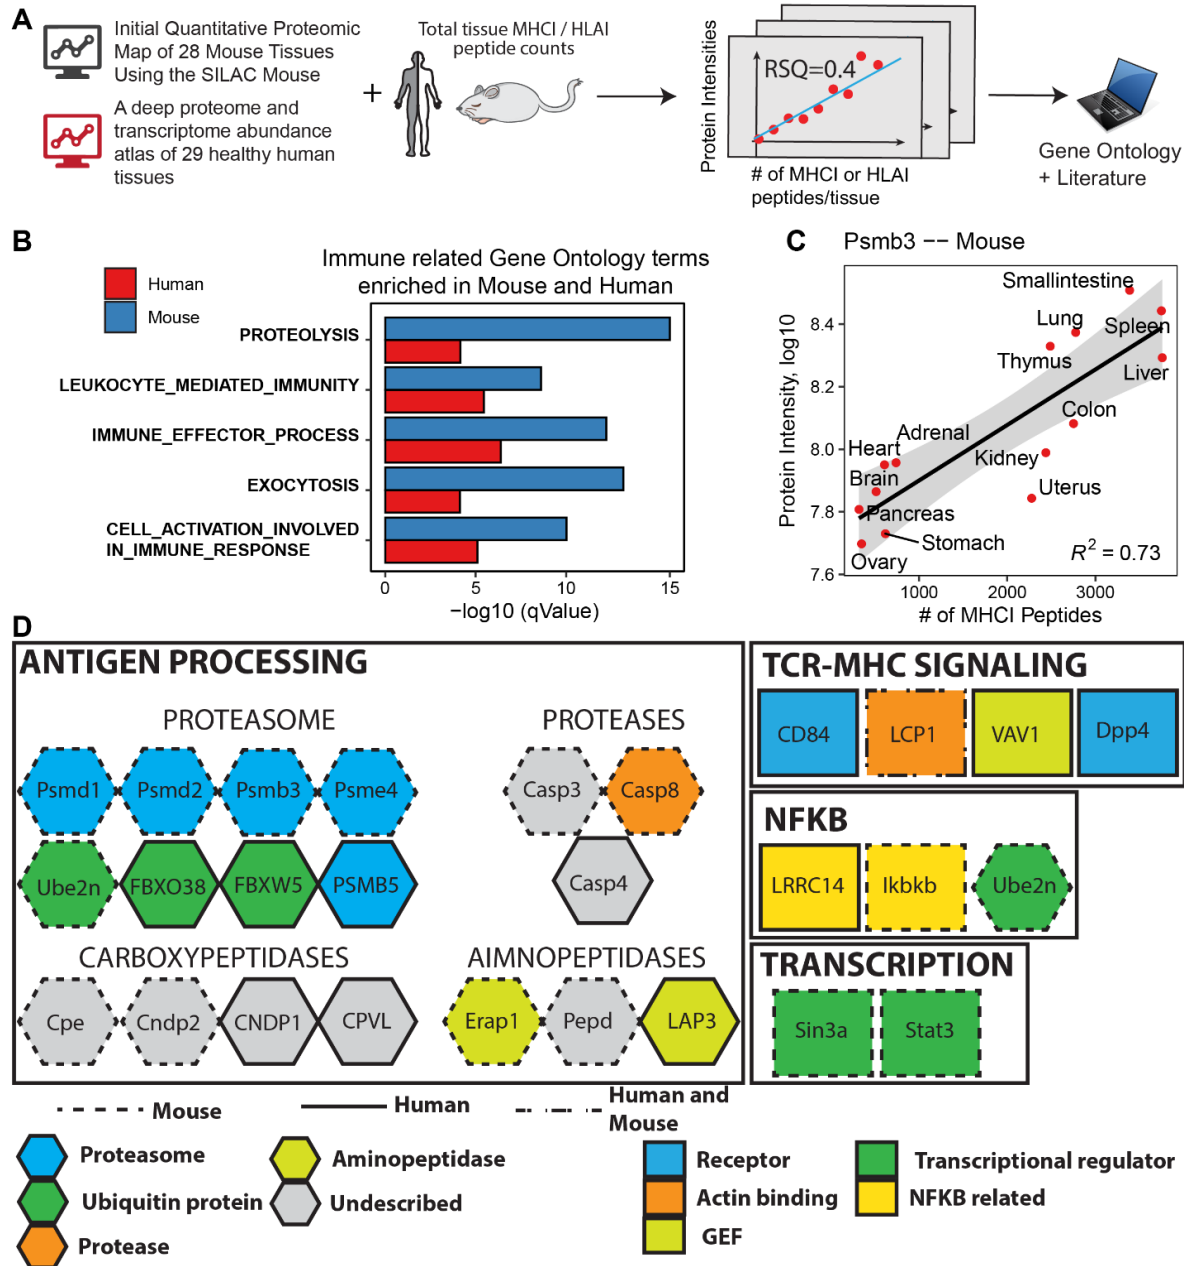 A
Initial Quantitative Proteomic
Map of 28 Mouse Tissues
Using the SILAC Mouse
A deep proteome and
transcriptome abundance
atlas of 29 healthy human
tissues
+
Total tissue MHCI / HLAI
peptide counts
Protein Intensities
RSQ=0.4
# of MHCI or HLAI
peptides/tissue
Gene Ontology
+ Literature
B
Human
Mouse
Immune related Gene Ontology terms
enriched in Mouse and Human
PROTEOLYSIS
LEUKOCYTE_MEDIATED_IMMUNITY
IMMUNE_EFFECTOR_PROCESS
EXOCYTOSIS
CELL_ACTIVATION_INVOLVED
IN_IMMUNE_RESPONSE
0 5 10 15
−log10 (qValue)
C
Psmb3 −− Mouse
Protein Intensity, log10
8.4
8.2
8.0
7.8
7.6
Smallintestine
Lung
Spleen
Thymus
Liver
Colon
Adrenal
Heart
Kidney
Brain
Uterus
Pancreas
Stomach
Ovary
R² = 0.73
1000 2000 3000
# of MHCI Peptides
D
ANTIGEN PROCESSING
PROTEASOME
Psmd1 Psmd2 Psmb3 Psme4
Ube2n FBXO38 FBXW5 PSMB5
PROTEASES
Casp3 Casp8
Casp4
CARBOXYPEPTIDASES
Cpe Cndp2 CNDP1 CPVL
AIMNOPEPTIDASES
Erap1 Pepd LAP3
TCR-MHC SIGNALING
CD84 LCP1 VAV1 Dpp4
NFKB
LRRC14 Ikbkb Ube2n
TRANSCRIPTION
Sin3a Stat3
Mouse
Human
Human and
Mouse
Proteasome
Ubiquitin protein
Protease
Aminopeptidase
Undescribed
Receptor
Actin binding
GEF
Transcriptional regulator
NFKB related